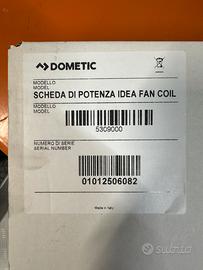 DOMETIC
MODELLO
MODEL
SCHEDA DI POTENZA IDEA FAN COIL
MODELLO
MODEL
5309000
NUMERO DI SERIE
SERIAL NUMBER
01012506082
Made in Italy
subito